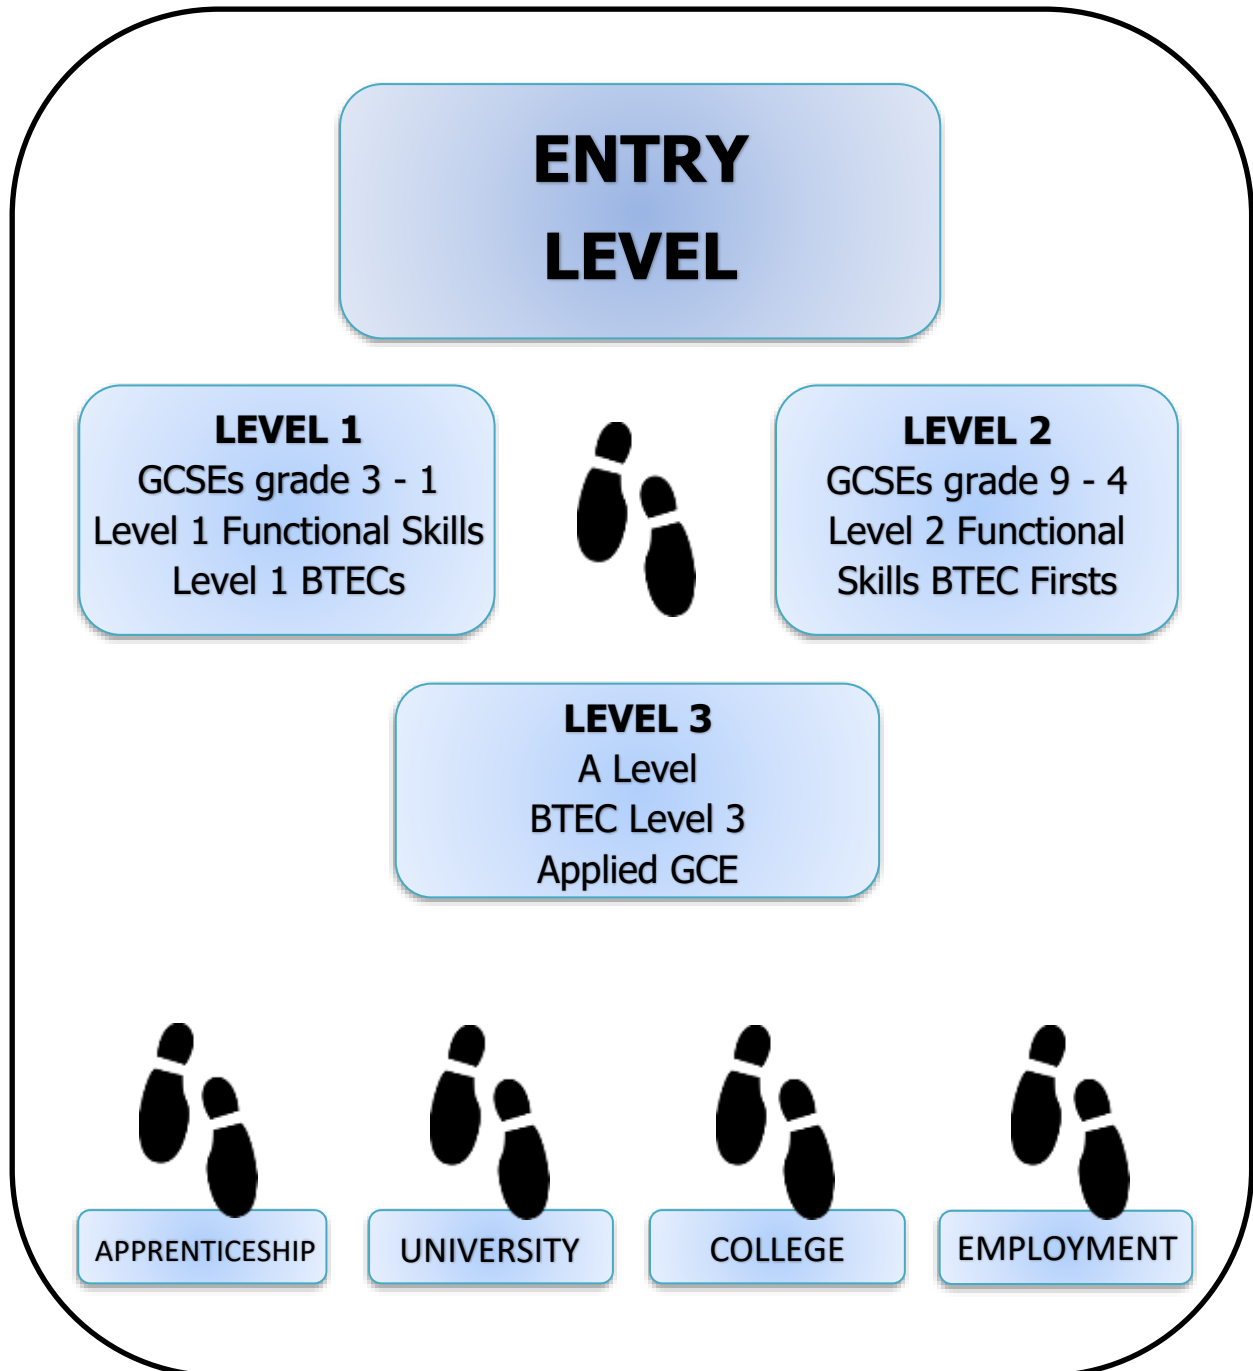 ENTRY
LEVEL
LEVEL 1
GCSEs grade 3 - 1
Level 1 Functional Skills
Level 1 BTECs
LEVEL 2
GCSEs grade 9 - 4
Level 2 Functional
Skills BTEC Firsts
LEVEL 3
A Level
BTEC Level 3
Applied GCE
APPRENTICESHIP
UNIVERSITY
COLLEGE
EMPLOYMENT